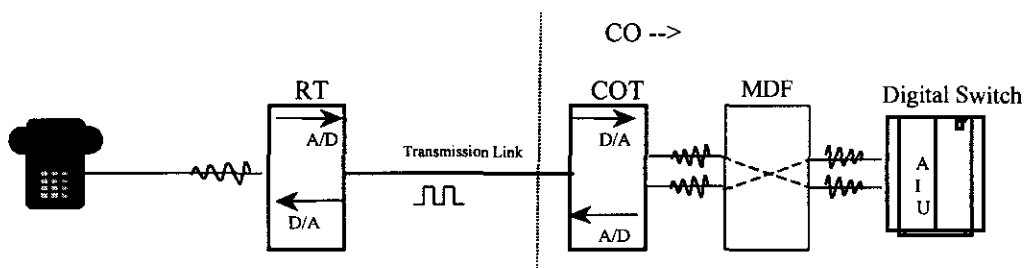 CO -->
RT
COT
MDF
Digital Switch
A/D
D/A
Transmission Link
D/A
A/D
A
I
U